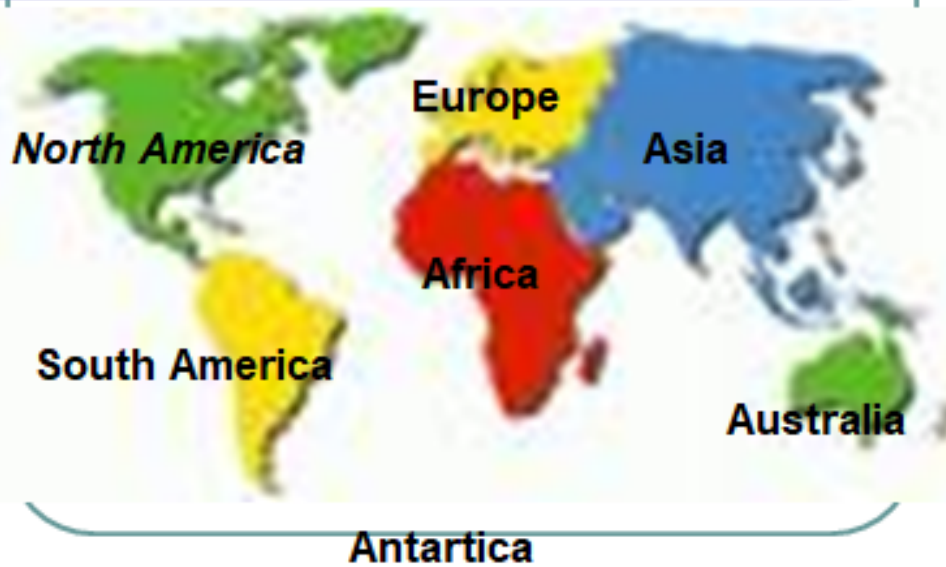 Europe
North America
Asia
Africa
South America
Australia
Antartica